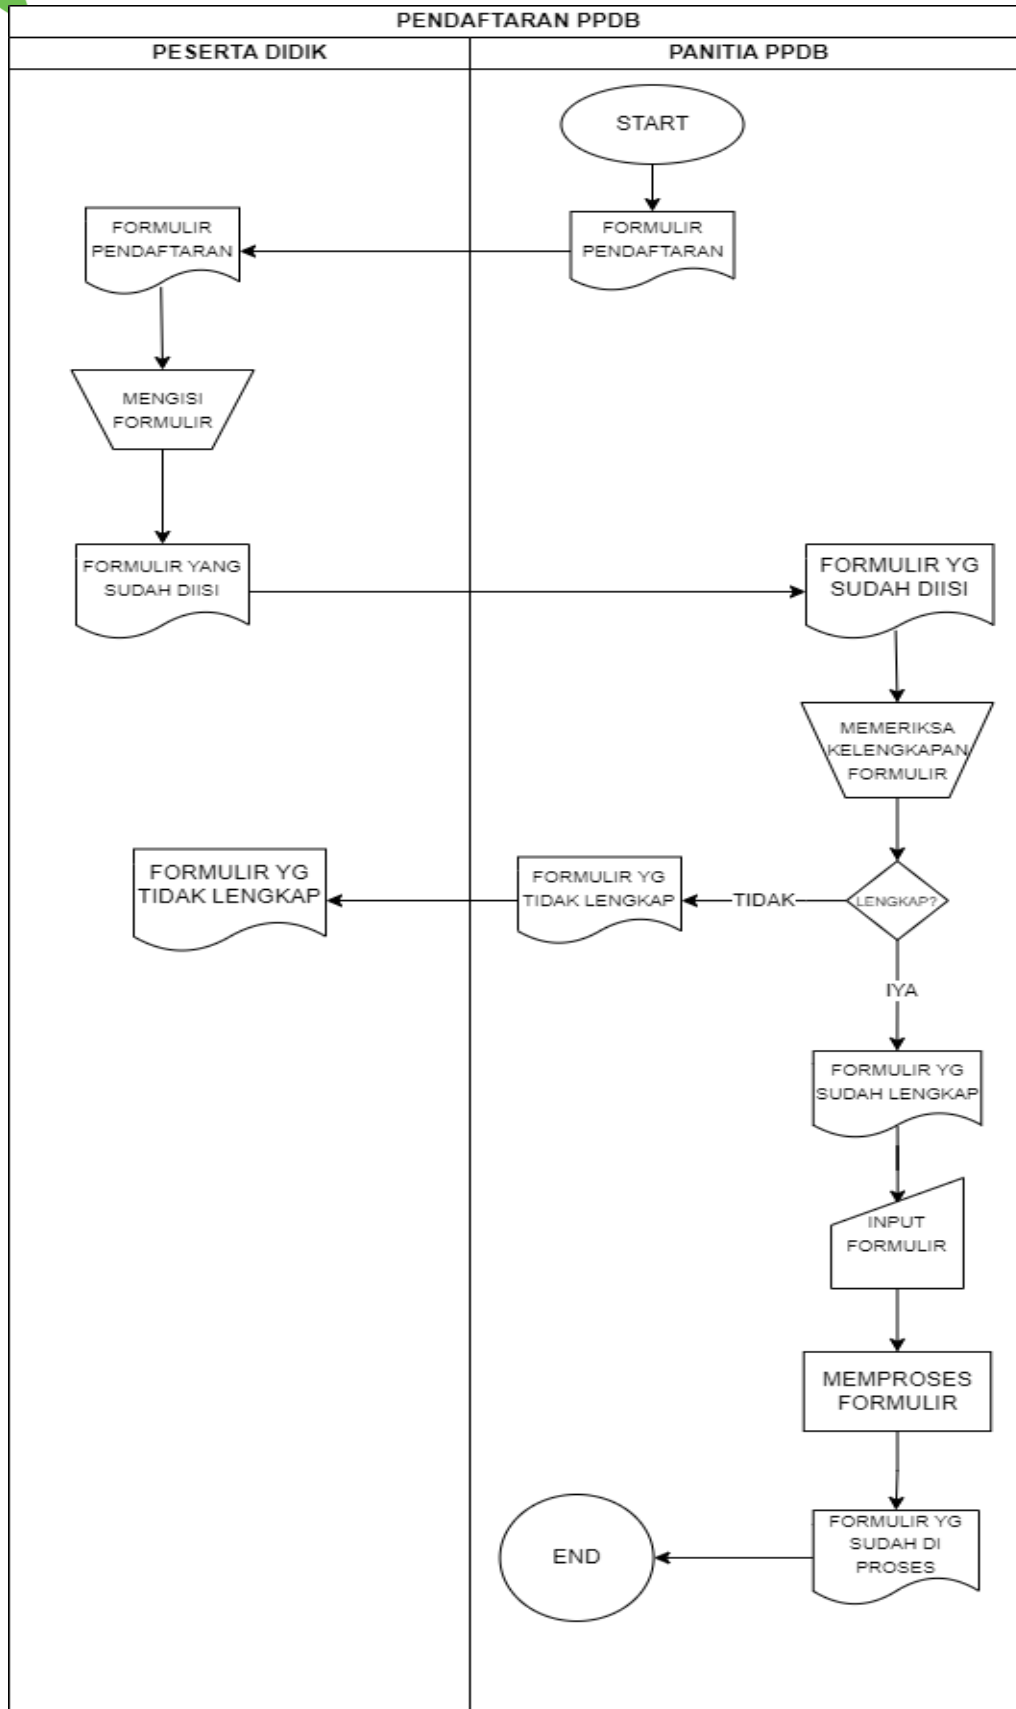 PENDAFTARAN PPDB
PESERTA DIDIK
PANITIA PPDB
START
FORMULIR
PENDAFTARAN
FORMULIR
PENDAFTARAN
MENGISI
FORMULIR
FORMULIR YANG
SUDAH DIISI
FORMULIR YG
SUDAH DIISI
MEMERIKSA
KELENGKAPAN
FORMULIR
LENGKAP?
TIDAK
FORMULIR YG
TIDAK LENGKAP
FORMULIR YG
TIDAK LENGKAP
IYA
FORMULIR YG
SUDAH LENGKAP
INPUT
FORMULIR
MEMPROSES
FORMULIR
FORMULIR YG
SUDAH DI
PROSES
END